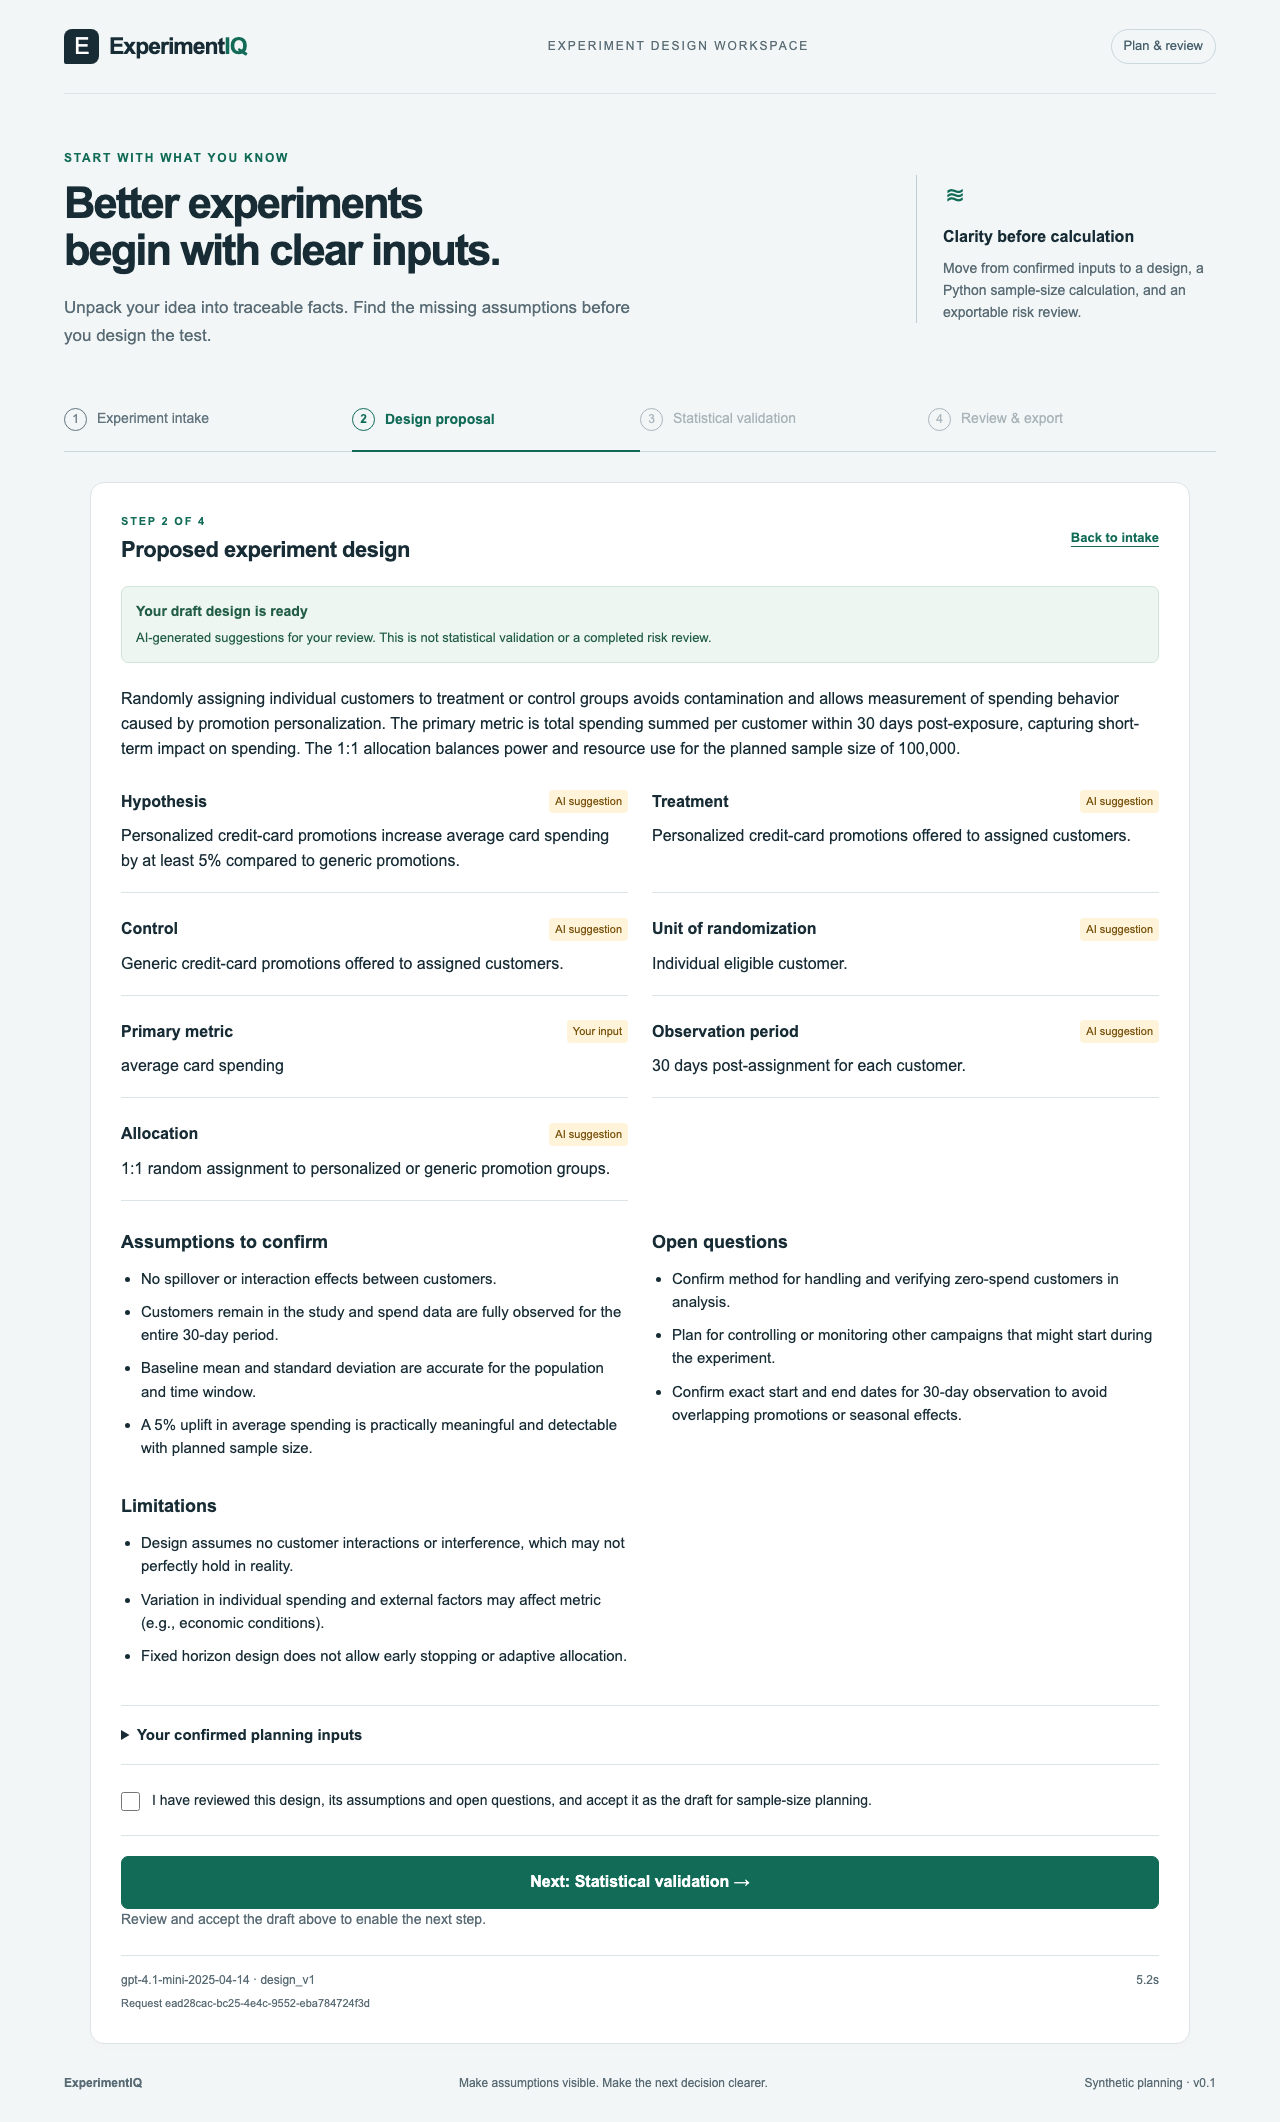 E ExperimentIQ
EXPERIMENT DESIGN WORKSPACE
Plan & review
START WITH WHAT YOU KNOW
Better experiments
begin with clear inputs.
Unpack your idea into traceable facts. Find the missing assumptions before
you design the test.
Clarity before calculation
Move from confirmed inputs to a design, a
Python sample-size calculation, and an
exportable risk review.
1 Experiment intake
2 Design proposal
3 Statistical validation
4 Review & export
STEP 2 OF 4
Proposed experiment design
Back to intake
Your draft design is ready
AI-generated suggestions for your review. This is not statistical validation or a completed risk review.
Randomly assigning individual customers to treatment or control groups avoids contamination and allows measurement of spending behavior
caused by promotion personalization. The primary metric is total spending summed per customer within 30 days post-exposure, capturing short-
term impact on spending. The 1:1 allocation balances power and resource use for the planned sample size of 100,000.
Hypothesis
AI suggestion
Personalized credit-card promotions increase average card spending
by at least 5% compared to generic promotions.
Treatment
AI suggestion
Personalized credit-card promotions offered to assigned customers.
Control
AI suggestion
Generic credit-card promotions offered to assigned customers.
Unit of randomization
AI suggestion
Individual eligible customer.
Primary metric
Your input
average card spending
Observation period
AI suggestion
30 days post-assignment for each customer.
Allocation
AI suggestion
1:1 random assignment to personalized or generic promotion groups.
Assumptions to confirm
• No spillover or interaction effects between customers.
• Customers remain in the study and spend data are fully observed for the
entire 30-day period.
• Baseline mean and standard deviation are accurate for the population
and time window.
• A 5% uplift in average spending is practically meaningful and detectable
with planned sample size.
Open questions
• Confirm method for handling and verifying zero-spend customers in
analysis.
• Plan for controlling or monitoring other campaigns that might start during
the experiment.
• Confirm exact start and end dates for 30-day observation to avoid
overlapping promotions or seasonal effects.
Limitations
• Design assumes no customer interactions or interference, which may not
perfectly hold in reality.
• Variation in individual spending and external factors may affect metric
(e.g., economic conditions).
• Fixed horizon design does not allow early stopping or adaptive allocation.
Your confirmed planning inputs
I have reviewed this design, its assumptions and open questions, and accept it as the draft for sample-size planning.
Next: Statistical validation →
Review and accept the draft above to enable the next step.
gpt-4.1-mini-2025-04-14 · design_v1
5.2s
Request ead28cac-bc25-4e4c-9552-eba784724f3d
ExperimentIQ
Make assumptions visible. Make the next decision clearer.
Synthetic planning · v0.1